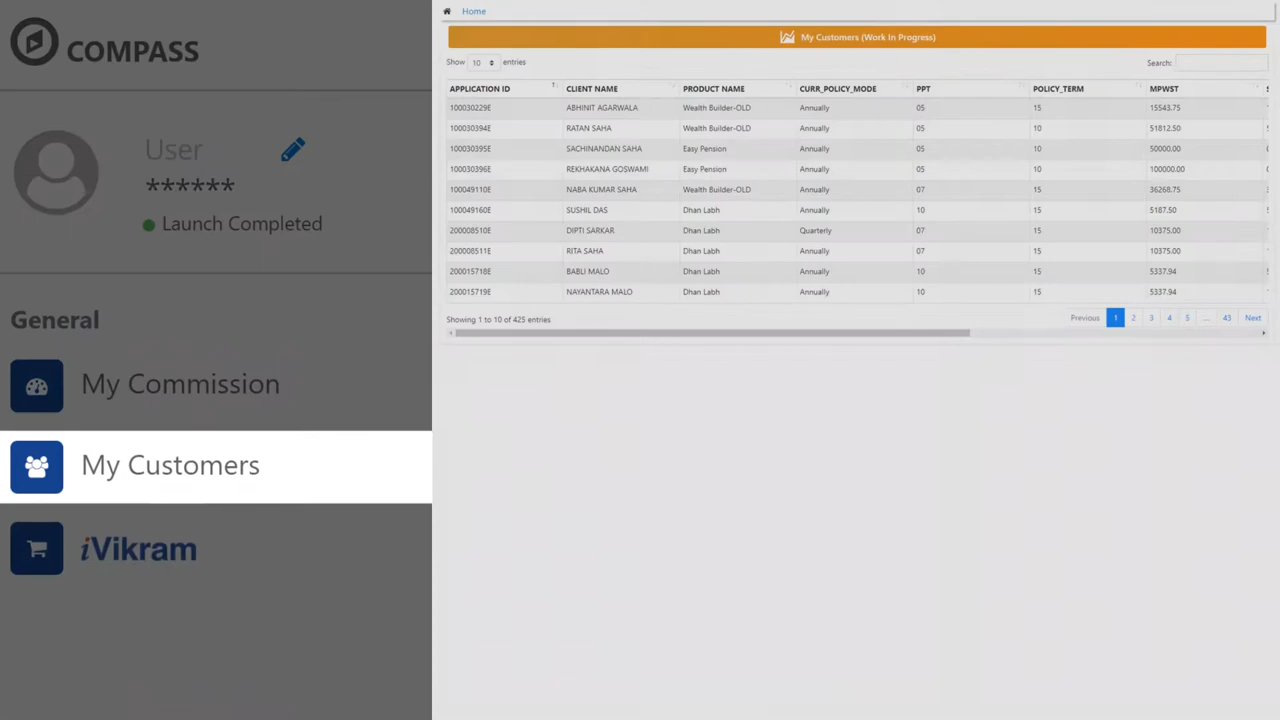 COMPASS
User
******
Launch Completed
General
My Commission
My Customers
iVikram
Home
My Customers (Work In Progress)
Show 10 entries
Search:
APPLICATION ID CLIENT NAME PRODUCT NAME CURR_POLICY_MODE PPT POLICY_TERM MPWST
100030229E ABHINIT AGARWALA Wealth Builder-OLD Annually 05 15 15543.75
100030394E RATAN SAHA Wealth Builder-OLD Annually 05 10 51812.50
100030395E SACHINANDAN SAHA Easy Pension Annually 05 10 50000.00
100030396E REKHAKANA GOSWAMI Easy Pension Annually 05 10 100000.00
100049110E NABA KUMAR SAHA Wealth Builder-OLD Annually 07 15 36268.75
100049160E SUSHIL DAS Dhan Labh Annually 10 15 5187.50
200008510E DIPTI SARKAR Dhan Labh Quarterly 07 15 10375.00
200008511E RITA SAHA Dhan Labh Annually 07 15 10375.00
200015718E BABLI MALO Dhan Labh Annually 10 15 5337.94
200015719E NAYANTARA MALO Dhan Labh Annually 10 15 5337.94
Showing 1 to 10 of 425 entries
Previous 1 2 3 4 5 ... 43 Next